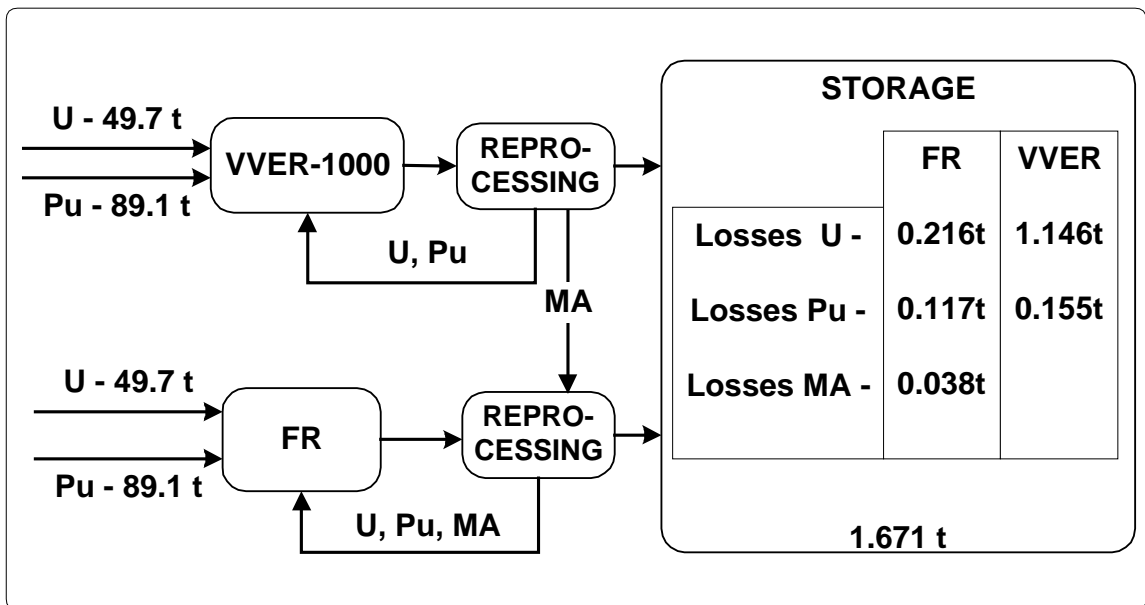 STORAGE
U - 49.7 t
VVER-1000
Pu - 89.1 t
REPRO-
CESSING
U, Pu
MA
FR VVER
Losses U - 0.216t 1.146t
Losses Pu - 0.117t 0.155t
Losses MA - 0.038t
U - 49.7 t
FR
Pu - 89.1 t
REPRO-
CESSING
U, Pu, MA
1.671 t